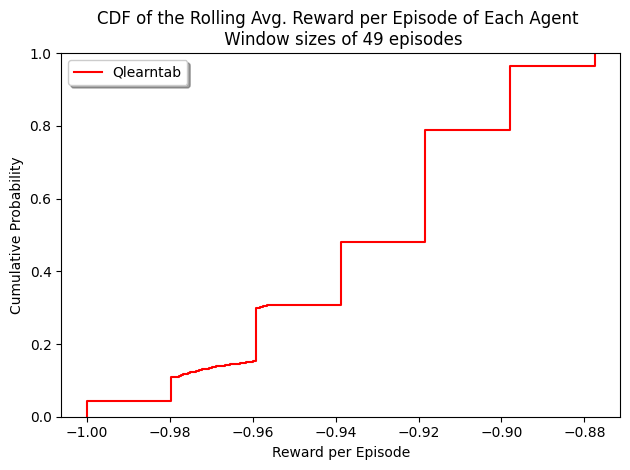 CDF of the Rolling Avg. Reward per Episode of Each Agent
Window sizes of 49 episodes
Qlearntab
Cumulative Probability
1.0
0.8
0.6
0.4
0.2
0.0
−1.00 −0.98 −0.96 −0.94 −0.92 −0.90 −0.88
Reward per Episode